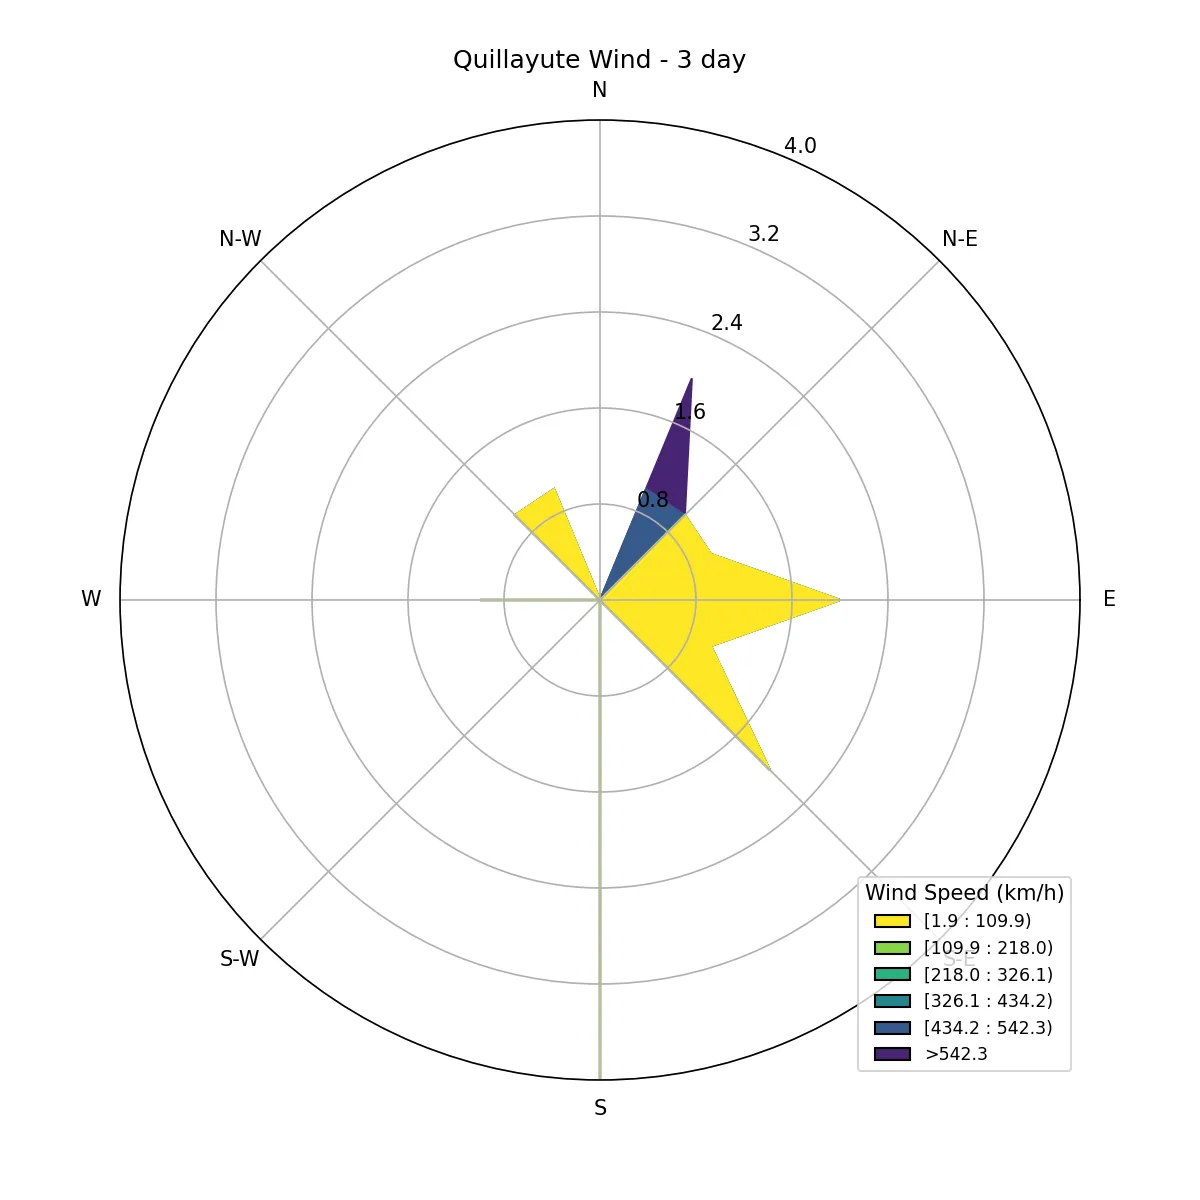 Quillayute Wind - 3 day
N
4.0
3.2
N-W
N-E
2.4
1.6
0.8
W
E
Wind Speed (km/h)
[1.9 : 109.9)
[109.9 : 218.0)
S-W
S-E
[218.0 : 326.1)
[326.1 : 434.2)
[434.2 : 542.3)
>542.3
S